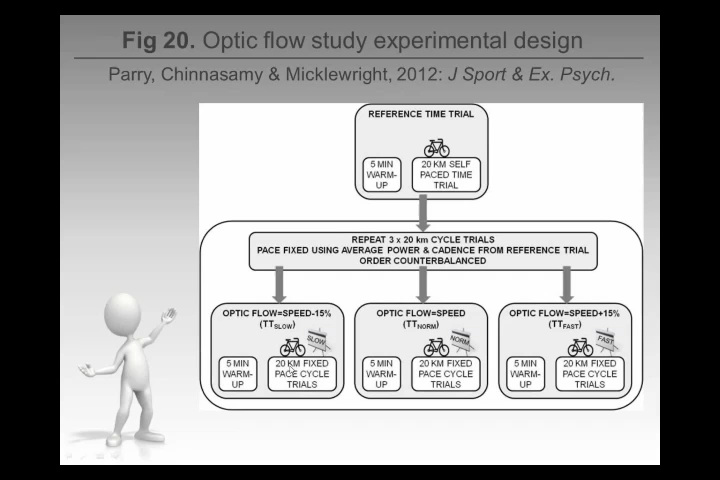 Fig 20. Optic flow study experimental design
Parry, Chinnasamy & Micklewright, 2012: J Sport & Ex. Psych.
REFERENCE TIME TRIAL
5 MIN
WARM-
UP
20 KM SELF
PACED TIME
TRIAL
REPEAT 3 x 20 km CYCLE TRIALS
PACE FIXED USING AVERAGE POWER & CADENCE FROM REFERENCE TRIAL
ORDER COUNTERBALANCED
OPTIC FLOW=SPEED-15%
(TTSLOW)
SLOW
5 MIN
WARM-
UP
20 KM FIXED
PACE CYCLE
TRIALS
OPTIC FLOW=SPEED
(TTNORM)
NORM
5 MIN
WARM-
UP
20 KM FIXED
PACE CYCLE
TRIALS
OPTIC FLOW=SPEED+15%
(TTFAST)
FAST
5 MIN
WARM-
UP
20 KM FIXED
PACE CYCLE
TRIALS